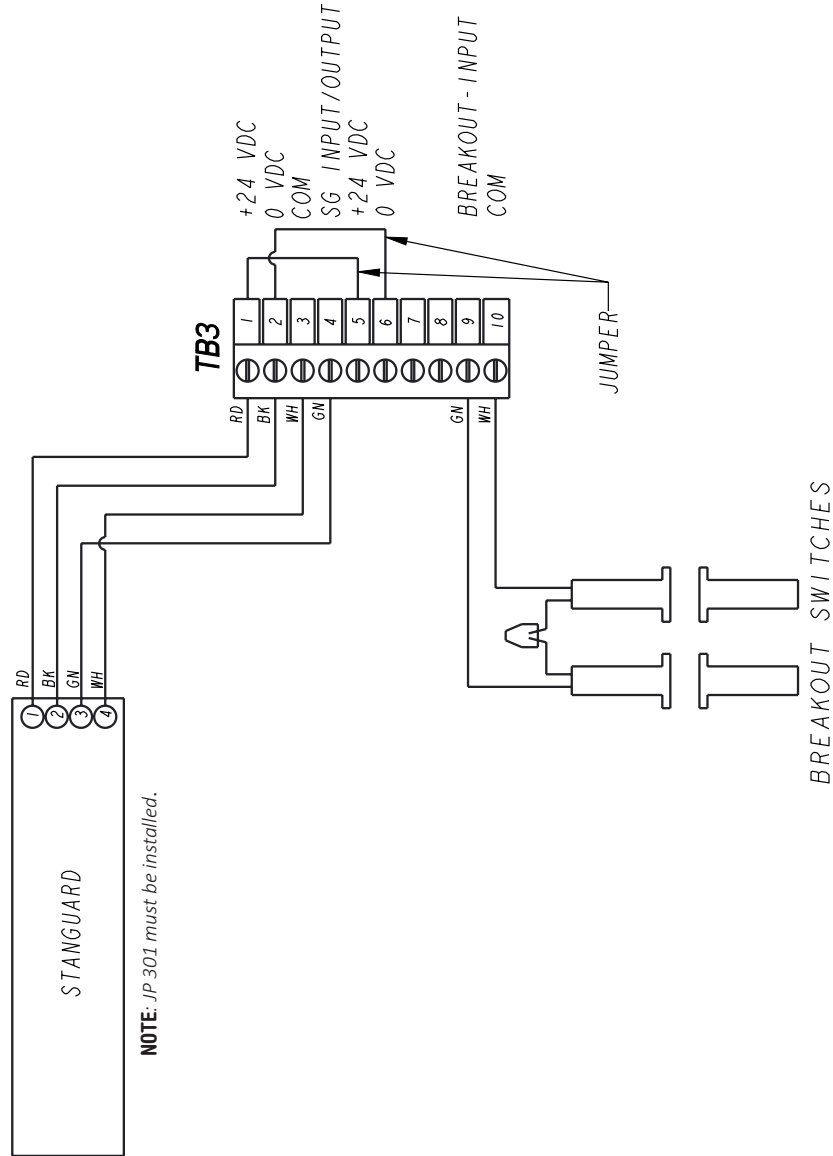 STANGUARD
1
2
3
4
RD
BK
GN
WH
NOTE: JP 301 must be installed.
TB3
RD
BK
WH
GN
GN
WH
1
2
3
4
5
6
7
8
9
10
+24 VDC
0 VDC
COM
SG INPUT/OUTPUT
+24 VDC
0 VDC
BREAKOUT-INPUT
COM
JUMPER
BREAKOUT SWITCHES